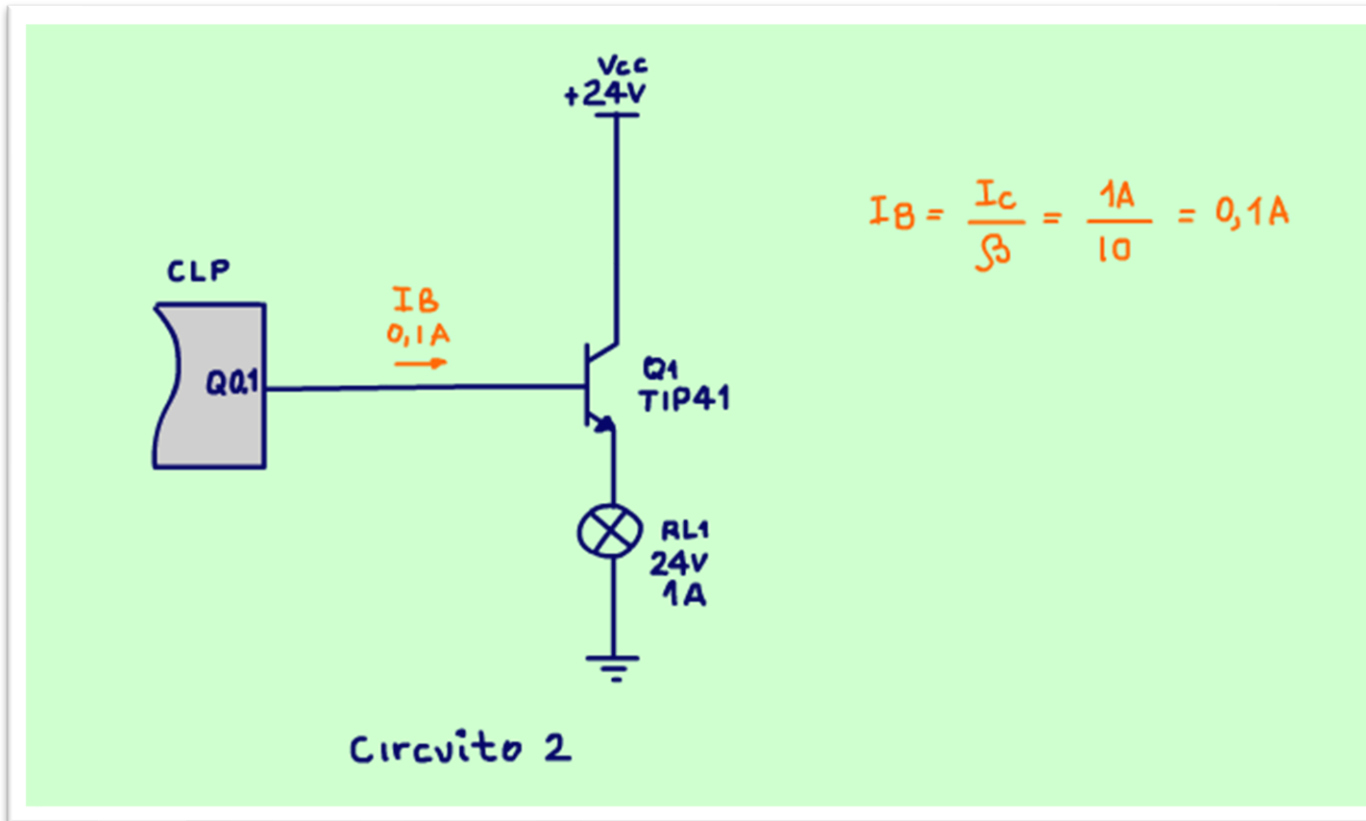 Vcc
+24V
IB = Ic / β = 1A / 10 = 0,1A
CLP
IB
0,1A
Q0.1
Q1
TIP41
RL1
24V
1A
Circuito 2